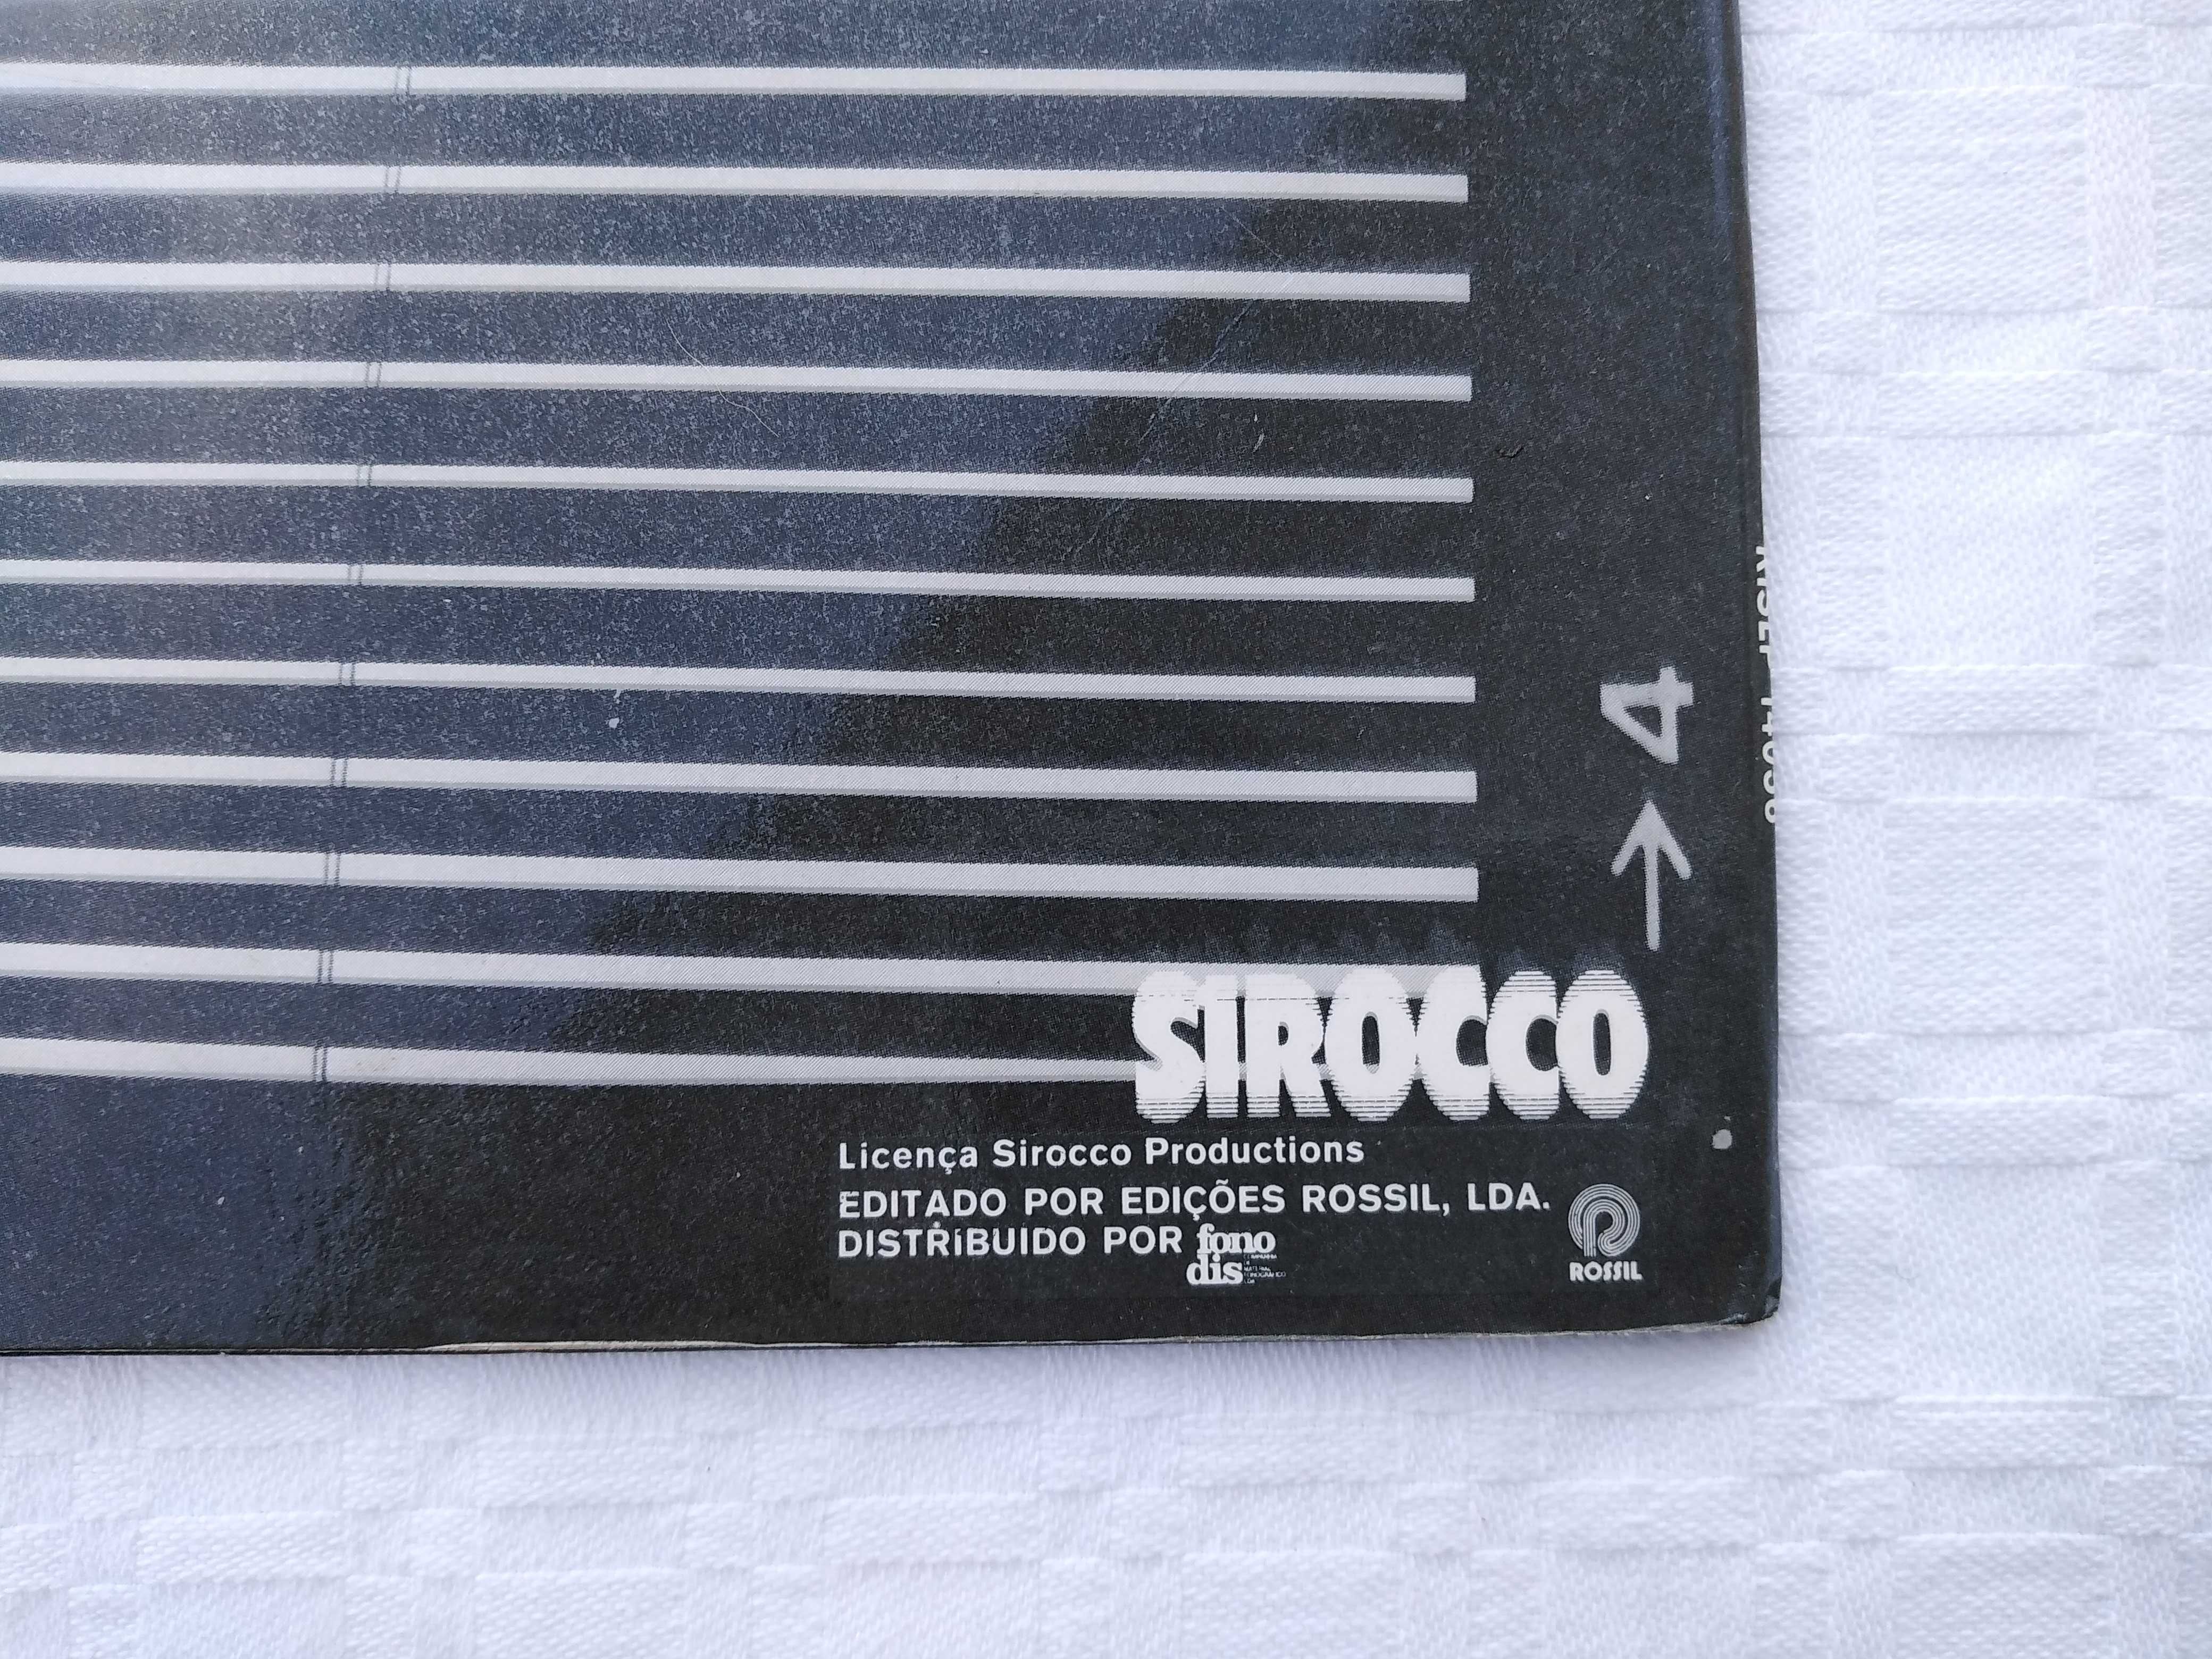 → 4
SIROCCO
Licença Sirocco Productions
EDITADO POR EDIÇÕES ROSSIL, LDA.
DISTRIBUIDO POR fono
dis
ROSSIL